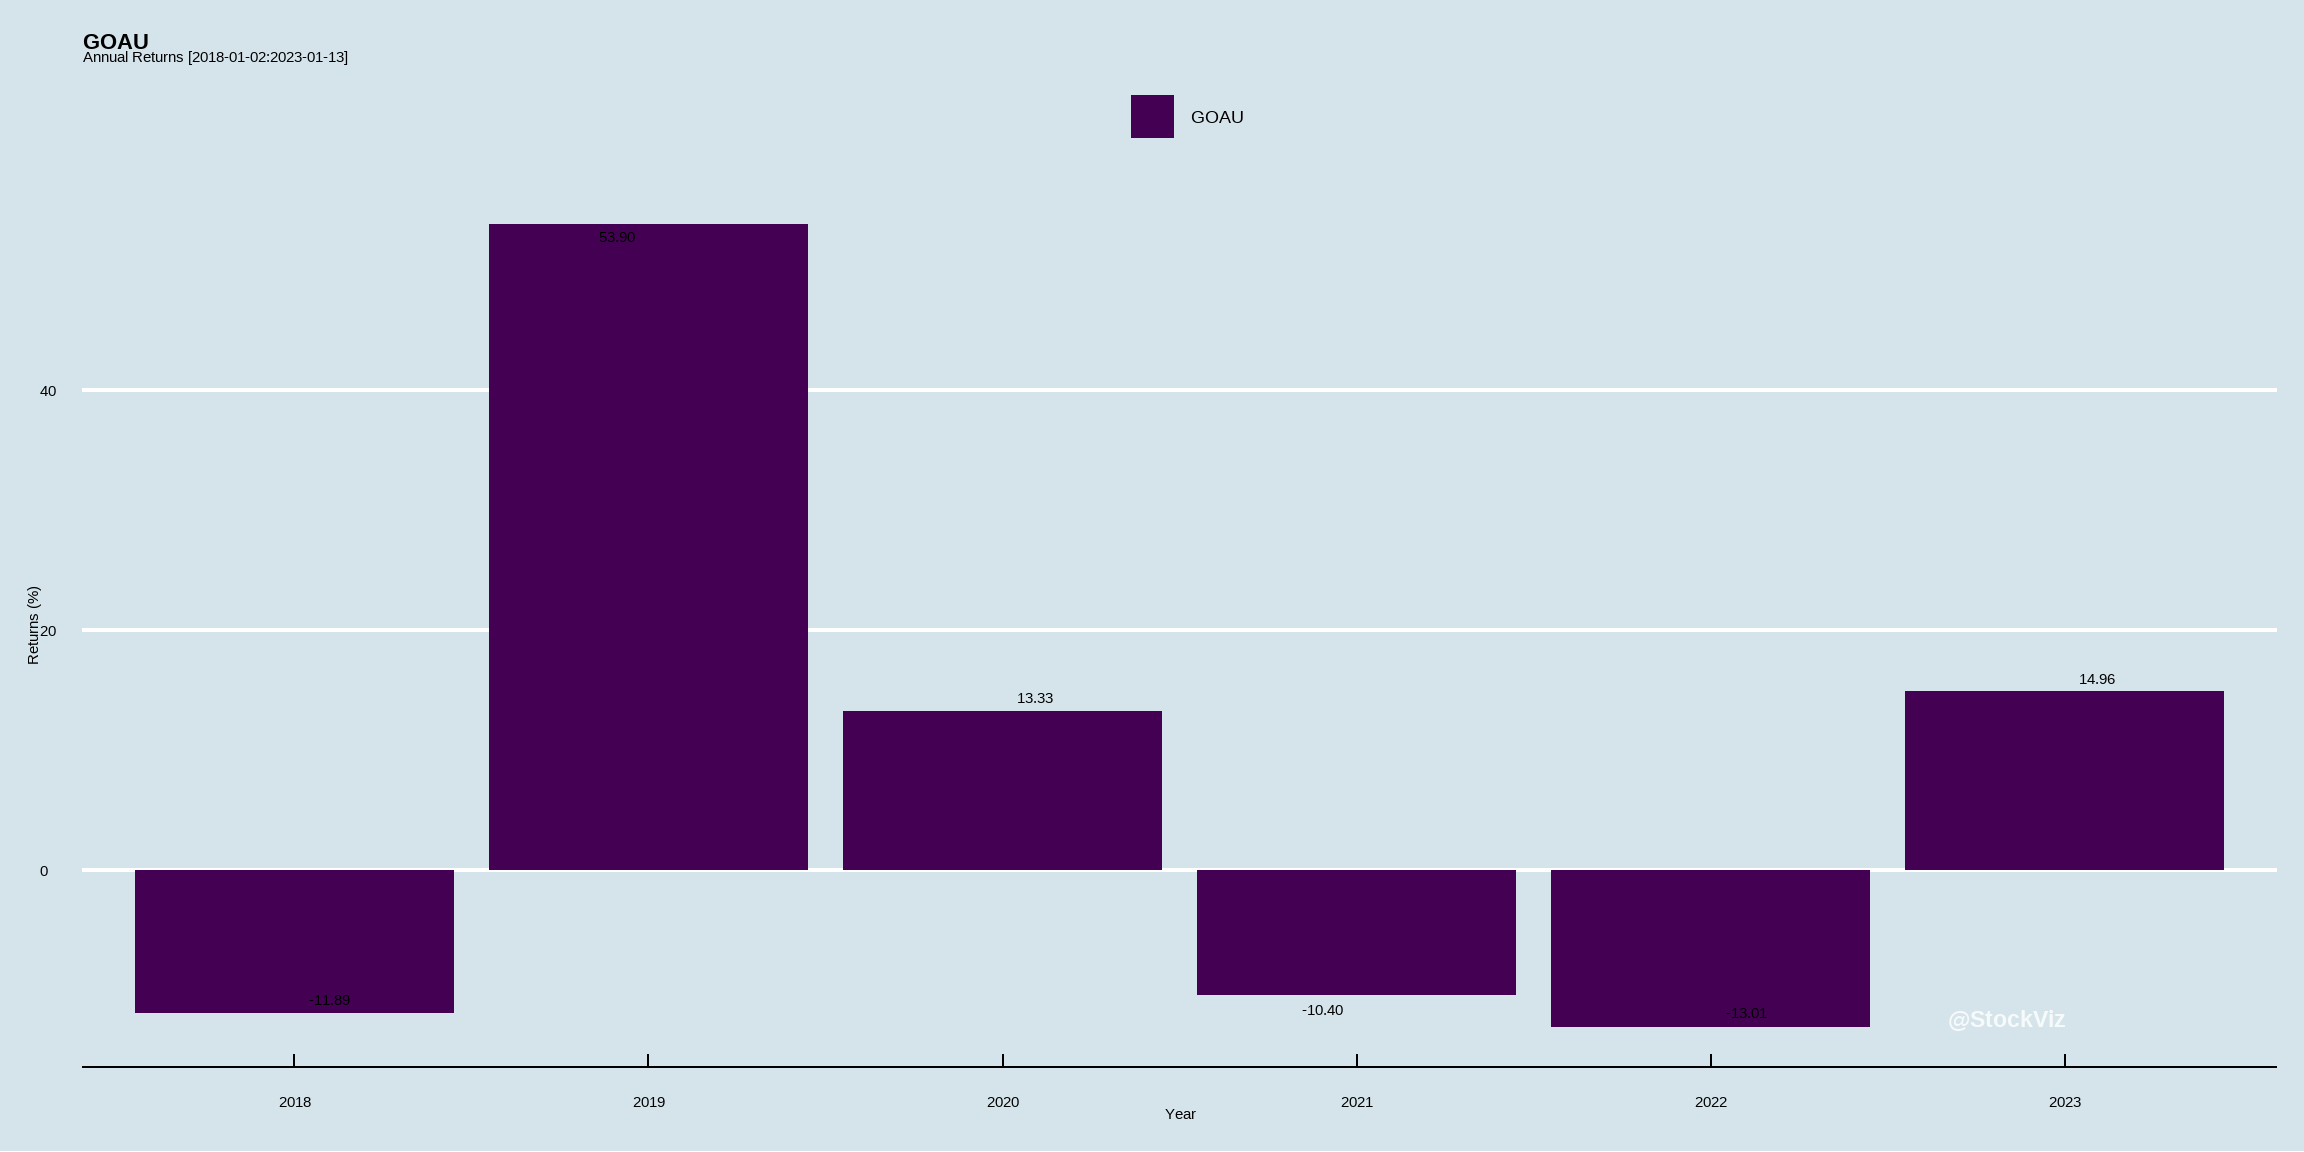 GOAU
Annual Returns [2018-01-02:2023-01-13]
GOAU
53.90
40
Returns (%)
20
14.96
13.33
0
-11.89
-10.40
-13.01
@StockViz
2018 2019 2020 2021 2022 2023
Year